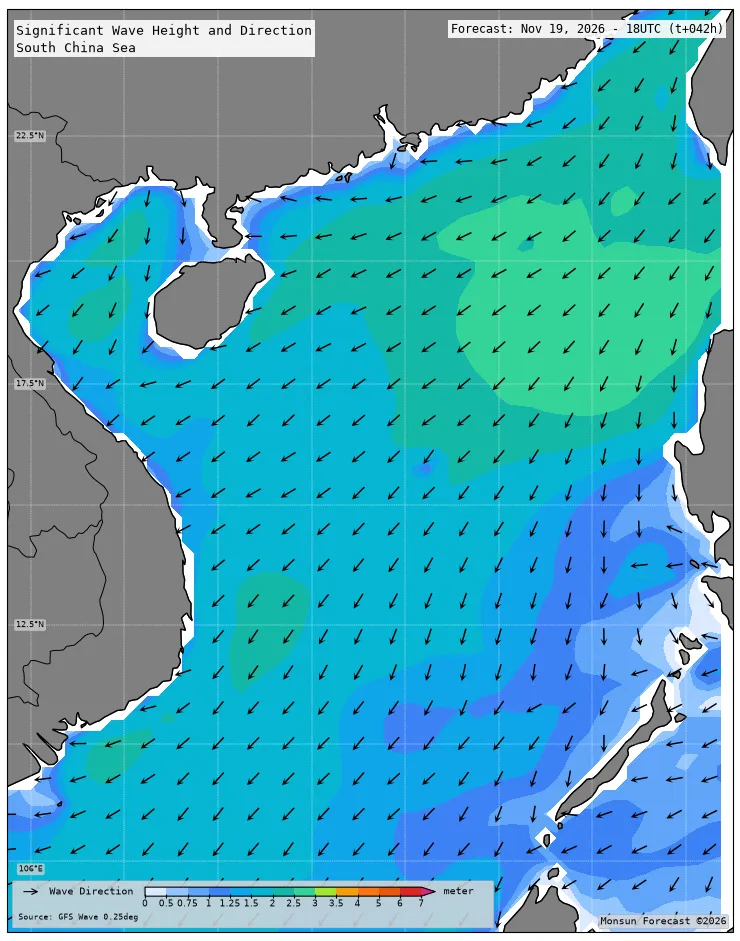 Significant Wave Height and Direction
South China Sea
Forecast: Nov 19, 2026 - 18UTC (t+042h)
22.5°N
17.5°N
12.5°N
106°E
Wave Direction
meter
0 0.5 0.75 1 1.25 1.5 2 2.5 3 3.5 4 5 6 7
Source: GFS Wave 0.25deg
Monsun Forecast ©2026